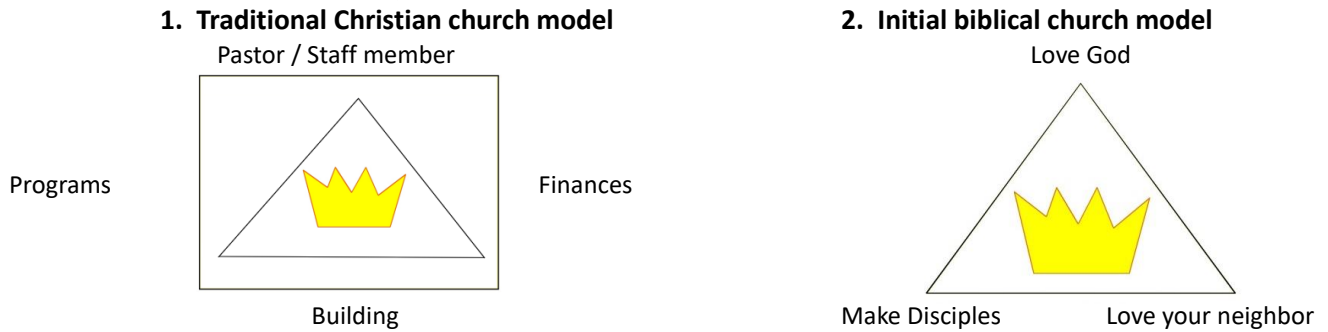 1. Traditional Christian church model
Pastor / Staff member
Programs
Finances
Building
2. Initial biblical church model
Love God
Make Disciples
Love your neighbor